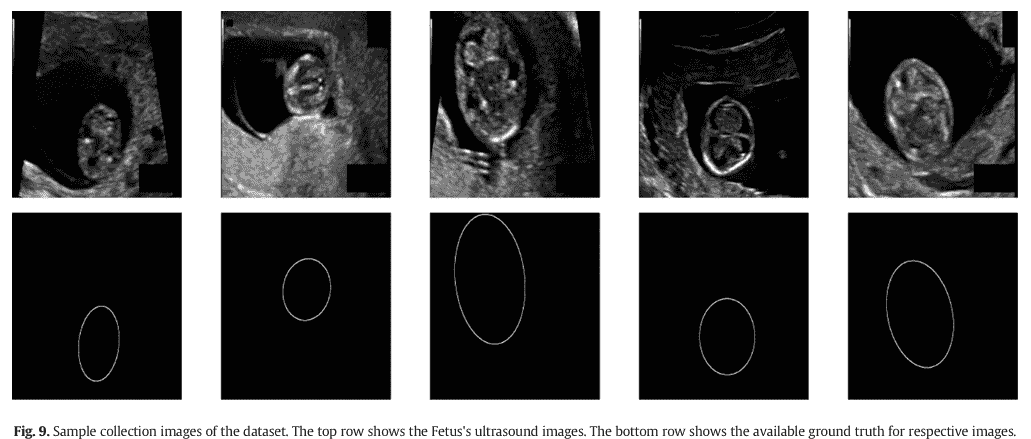 Fig. 9. Sample collection images of the dataset. The top row shows the Fetus's ultrasound images. The bottom row shows the available ground truth for respective images.